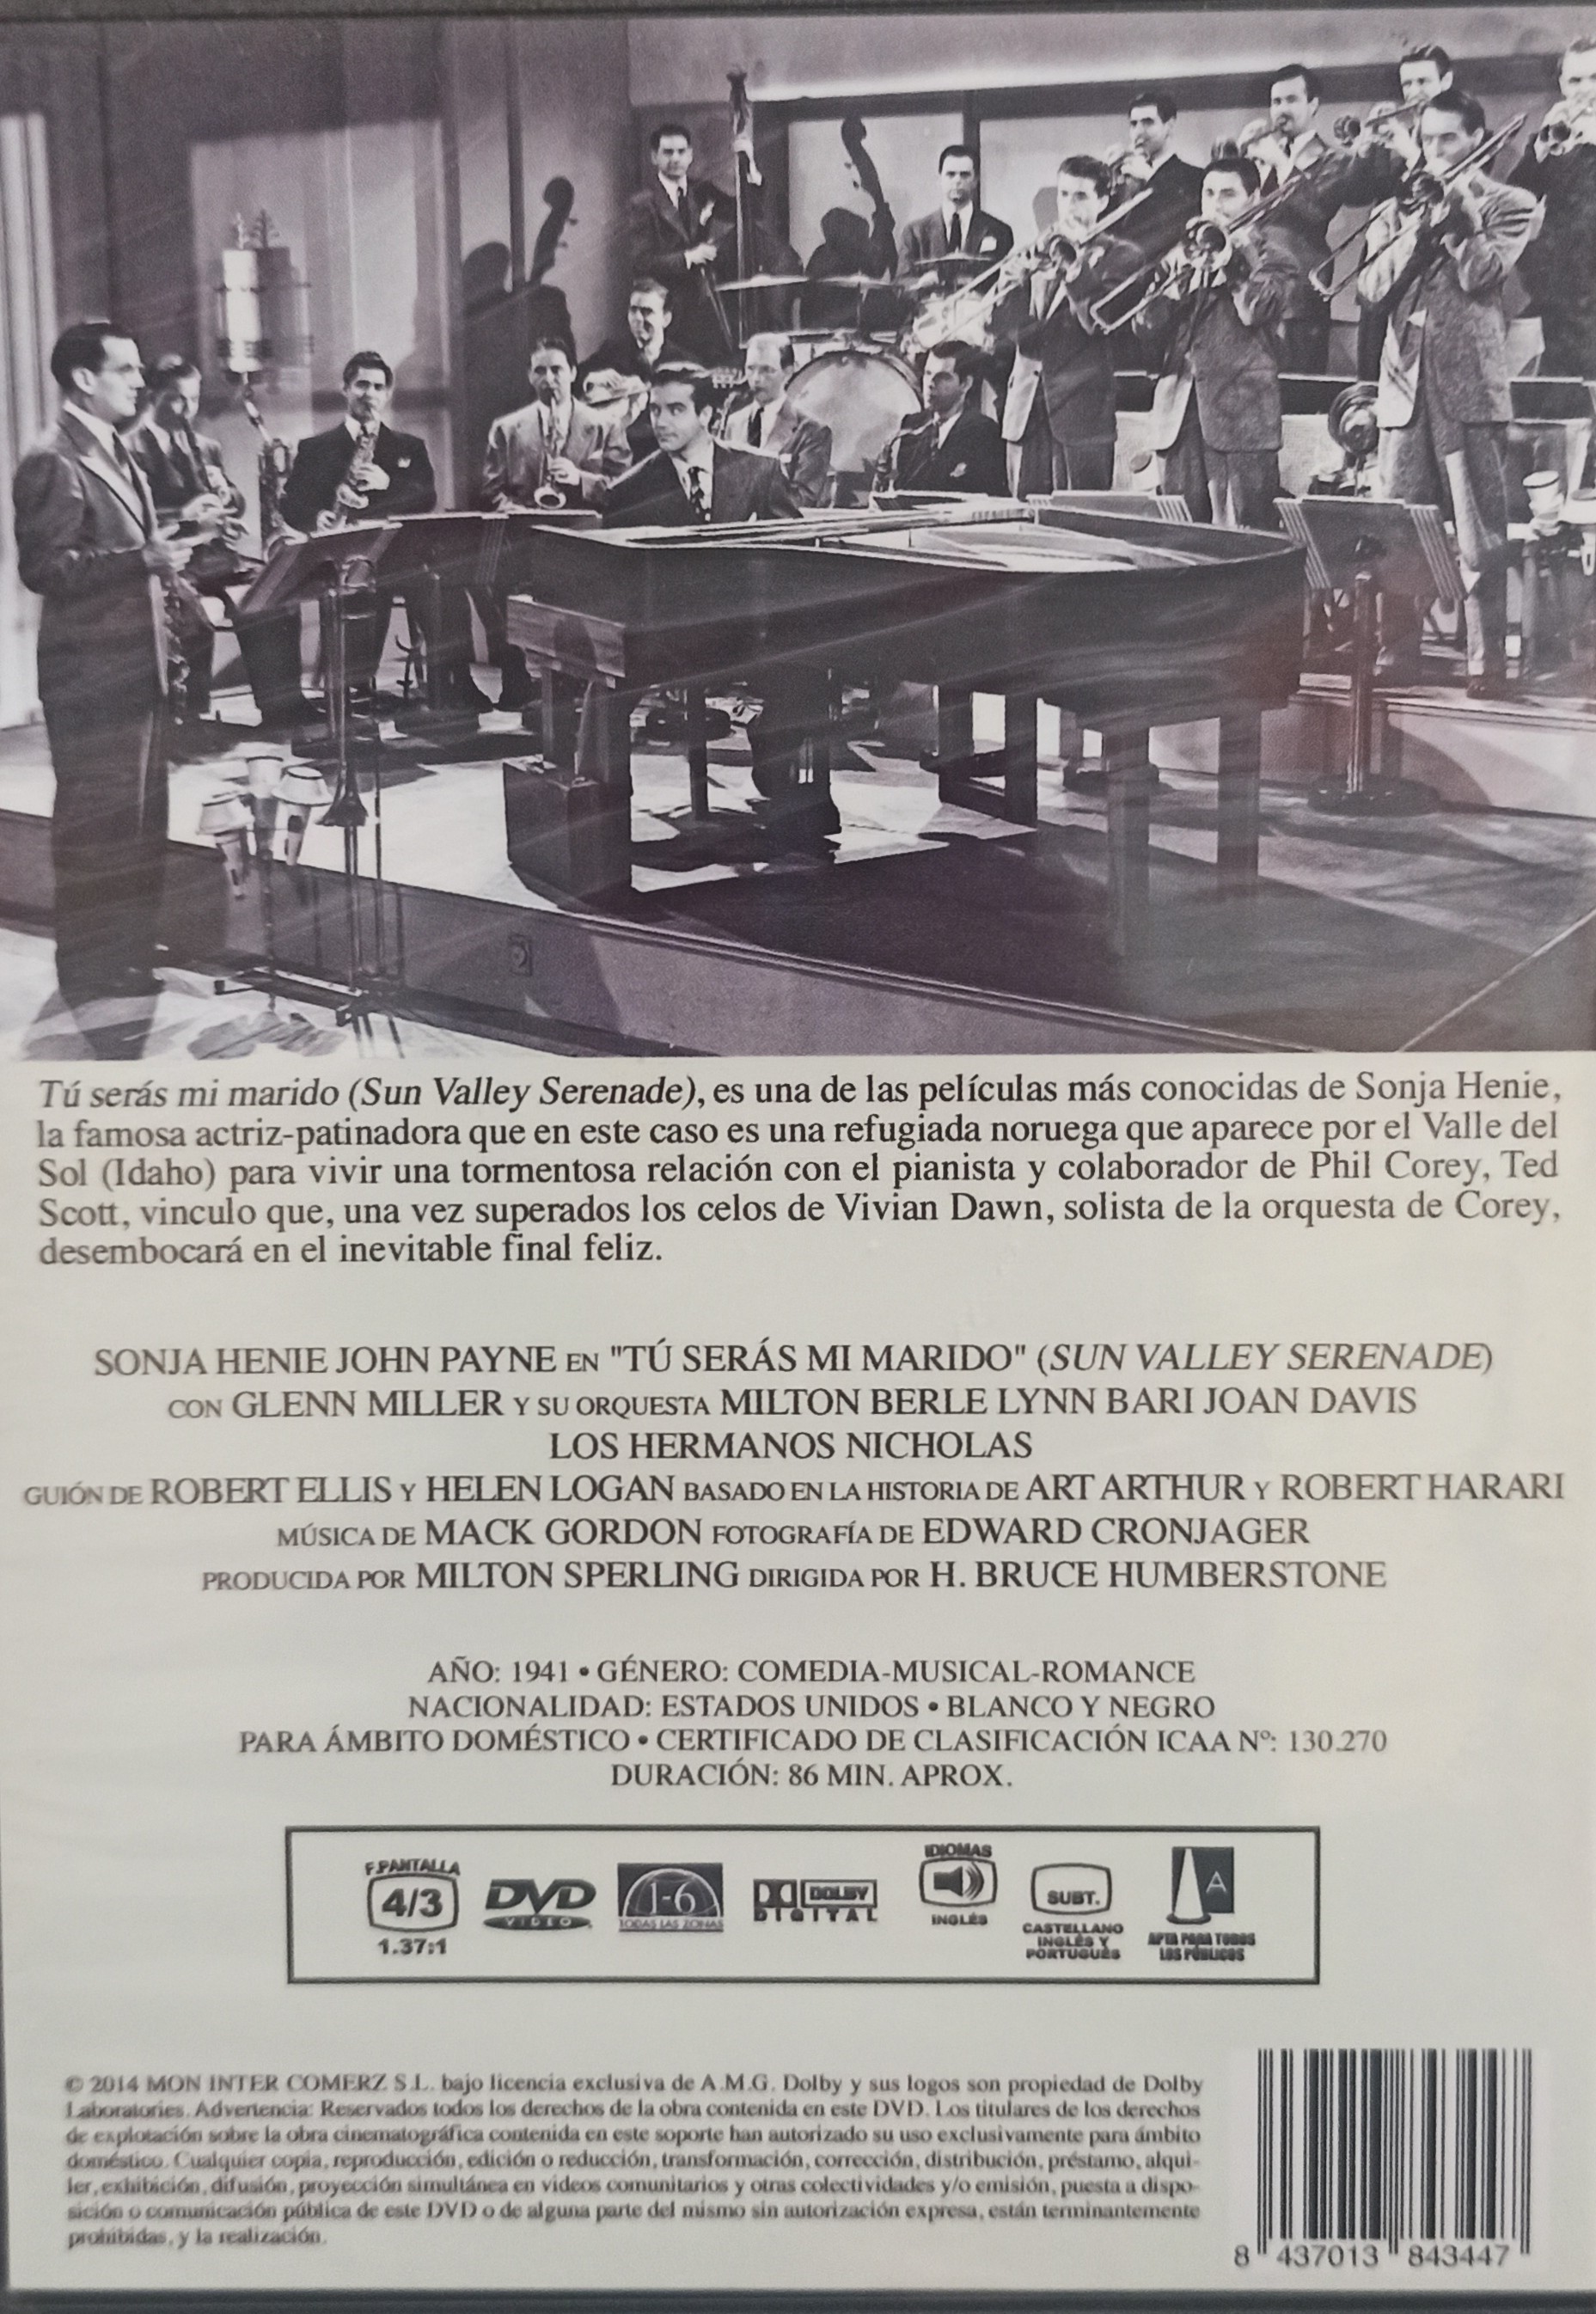 Tú serás mi marido (Sun Valley Serenade), es una de las películas más conocidas de Sonja Henie,
la famosa actriz-patinadora que en este caso es una refugiada noruega que aparece por el Valle del
Sol (Idaho) para vivir una tormentosa relación con el pianista y colaborador de Phil Corey, Ted
Scott, vinculo que, una vez superados los celos de Vivian Dawn, solista de la orquesta de Corey,
desembocará en el inevitable final feliz.
SONJA HENIE JOHN PAYNE EN "TÚ SERÁS MI MARIDO" (SUN VALLEY SERENADE)
CON GLENN MILLER Y SU ORQUESTA MILTON BERLE LYNN BARI JOAN DAVIS
LOS HERMANOS NICHOLAS
GUIÓN DE ROBERT ELLIS Y HELEN LOGAN BASADO EN LA HISTORIA DE ART ARTHUR Y ROBERT HARARI
MÚSICA DE MACK GORDON FOTOGRAFÍA DE EDWARD CRONJAGER
PRODUCIDA POR MILTON SPERLING DIRIGIDA POR H. BRUCE HUMBERSTONE
AÑO: 1941 • GÉNERO: COMEDIA-MUSICAL-ROMANCE
NACIONALIDAD: ESTADOS UNIDOS • BLANCO Y NEGRO
PARA ÁMBITO DOMÉSTICO • CERTIFICADO DE CLASIFICACIÓN ICAA Nº: 130.270
DURACIÓN: 86 MIN. APROX.
F.PANTALLA
4/3
1.37:1
DVD
VIDEO
1-6
TODAS LAS ZONAS
DOLBY
DIGITAL
IDIOMAS
INGLÉS
SUBT.
CASTELLANO
INGLÉS Y
PORTUGUÉS
A
APTA PARA TODOS
LOS PÚBLICOS
© 2014 MON INTER COMERZ S.L. bajo licencia exclusiva de A.M.G. Dolby y sus logos son propiedad de Dolby
Laboratories. Advertencia: Reservados todos los derechos de la obra contenida en este DVD. Los titulares de los derechos
de explotación sobre la obra cinematográfica contenida en este soporte han autorizado su uso exclusivamente para ámbito
doméstico. Cualquier copia, reproducción, edición o reducción, transformación, corrección, distribución, préstamo, alqui-
ler, exhibición, difusión, proyección simultánea en videos comunitarios y otras colectividades y/o emisión, puesta a dispo-
sición o comunicación pública de este DVD o de alguna parte del mismo sin autorización expresa, están terminantemente
prohibidas, y la realización.
8 437013 843447